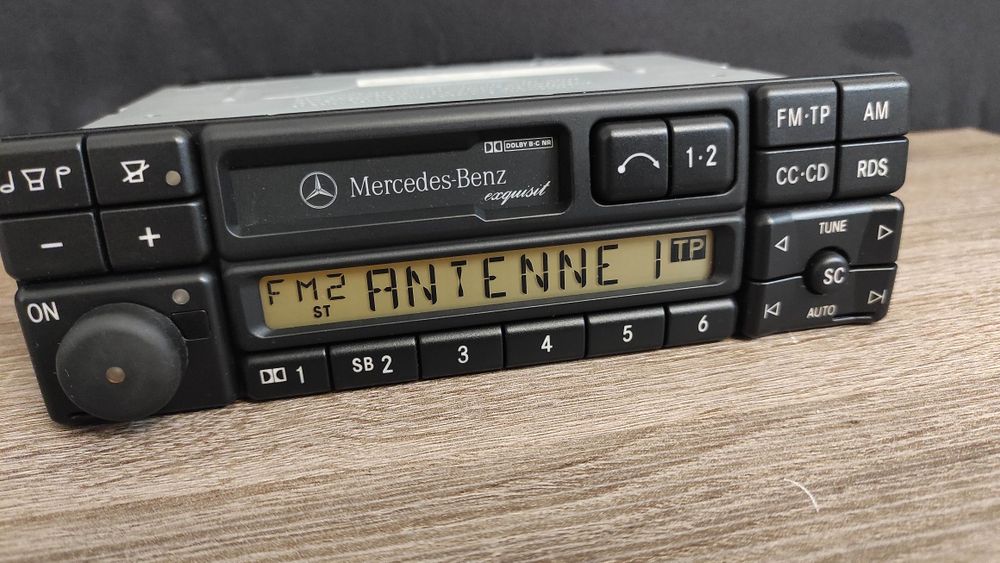 DOLBY B-C NR
Mercedes-Benz
exquisit
1·2
FM·TP
AM
CC·CD
RDS
−
+
ON
FM2 ANTENNE 1 TP
ST
TUNE
SC
AUTO
1
SB 2
3
4
5
6